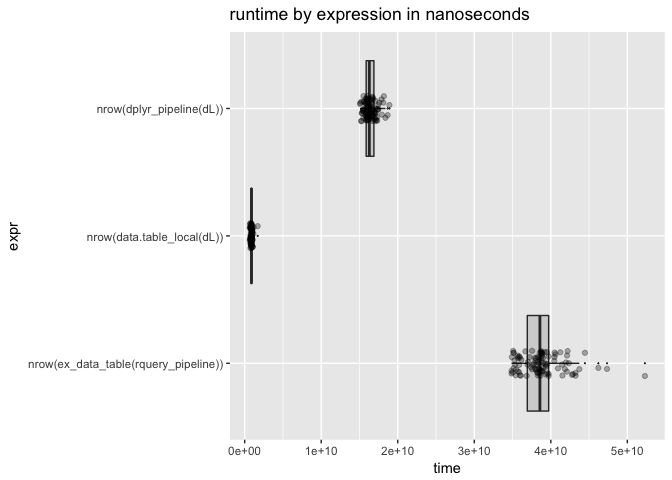 runtime by expression in nanoseconds
expr
nrow(dplyr_pipeline(dL))
nrow(data.table_local(dL))
nrow(ex_data_table(rquery_pipeline))
0e+00 1e+10 2e+10 3e+10 4e+10 5e+10
time